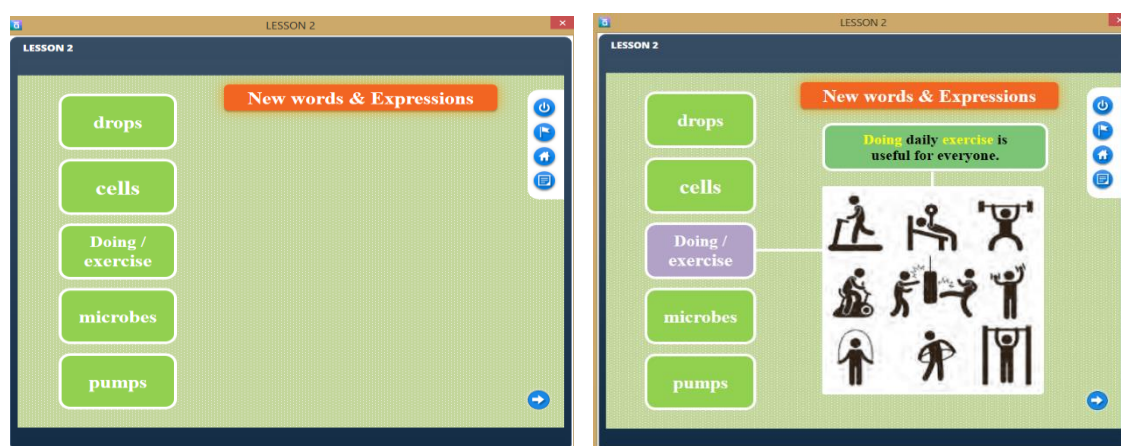 LESSON 2
LESSON 2
New words & Expressions
drops
cells
Doing /
exercise
microbes
pumps
LESSON 2
LESSON 2
New words & Expressions
drops
Doing daily exercise is
useful for everyone.
cells
Doing /
exercise
microbes
pumps